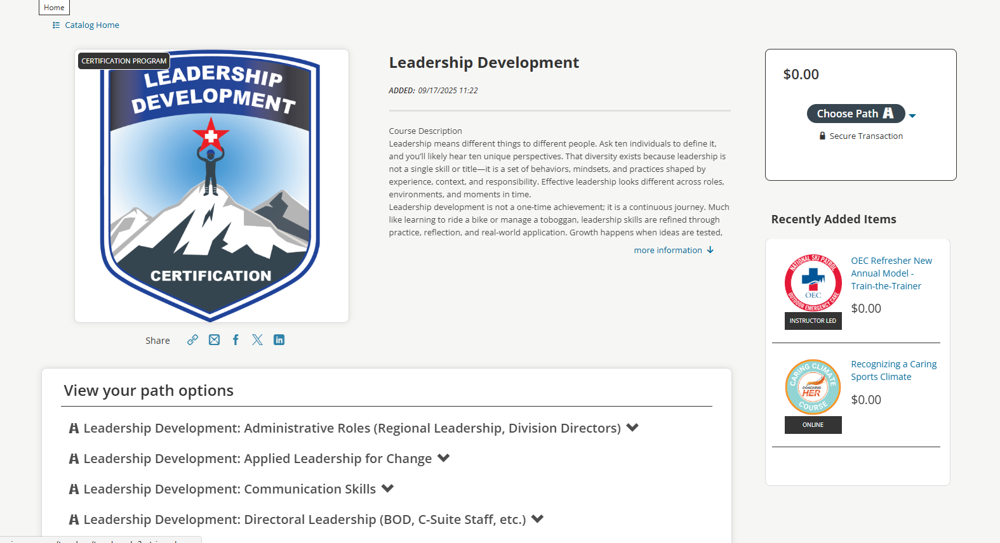 Home
Catalog Home
CERTIFICATION PROGRAM
LEADERSHIP
DEVELOPMENT
CERTIFICATION
Share
Leadership Development
ADDED: 09/17/2025 11:22
Course Description
Leadership means different things to different people. Ask ten individuals to define it,
and you'll likely hear ten unique perspectives. That diversity exists because leadership is
not a single skill or title—it is a set of behaviors, mindsets, and practices shaped by
experience, context, and responsibility. Effective leadership looks different across roles,
environments, and moments in time.
Leadership development is not a one-time achievement; it is a continuous journey. Much
like learning to ride a bike or manage a toboggan, leadership skills are refined through
practice, reflection, and real-world application. Growth happens when ideas are tested,
more information
$0.00
Choose Path
Secure Transaction
Recently Added Items
NATIONAL SKI PATROL
OEC
OUTDOOR EMERGENCY CARE
INSTRUCTOR LED
OEC Refresher New
Annual Model -
Train-the-Trainer
$0.00
CARING CLIMATE
COACHING
HER
COURSE
ONLINE
Recognizing a Caring
Sports Climate
$0.00
View your path options
Leadership Development: Administrative Roles (Regional Leadership, Division Directors)
Leadership Development: Applied Leadership for Change
Leadership Development: Communication Skills
Leadership Development: Directoral Leadership (BOD, C-Suite Staff, etc.)